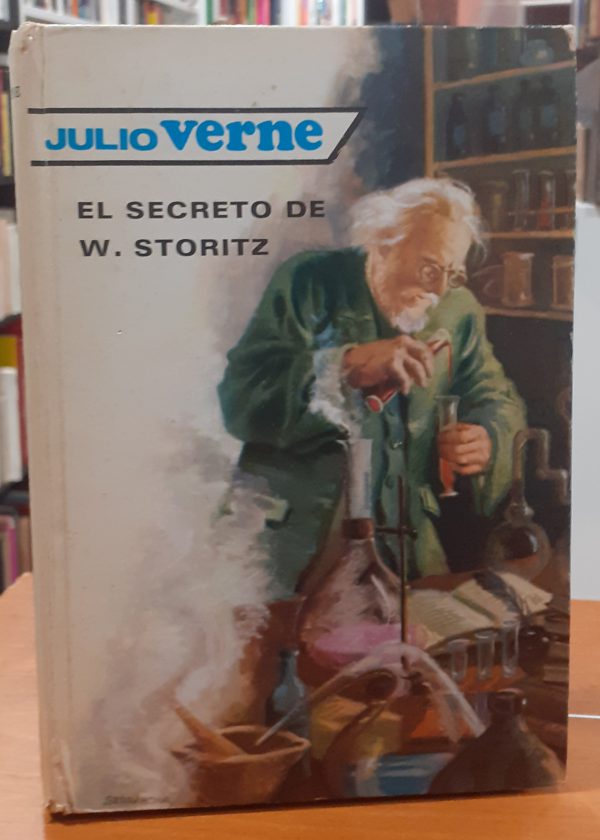 JULIO verne
EL SECRETO DE
W. STORITZ